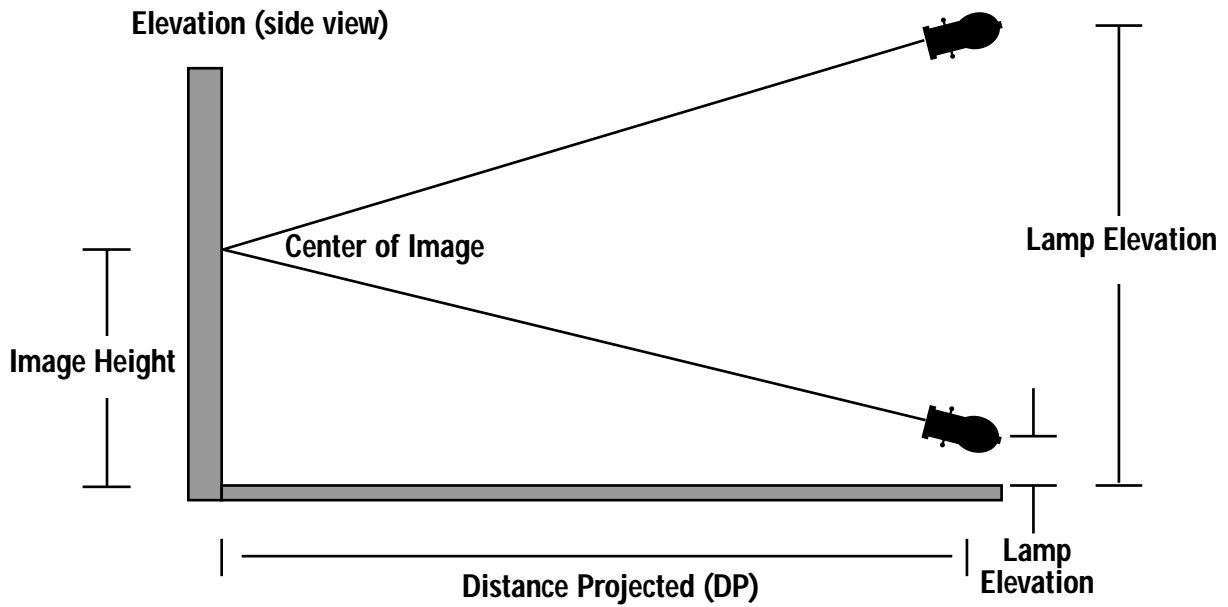 Elevation (side view)
Center of Image
Lamp Elevation
Image Height
Distance Projected (DP)
Lamp
Elevation